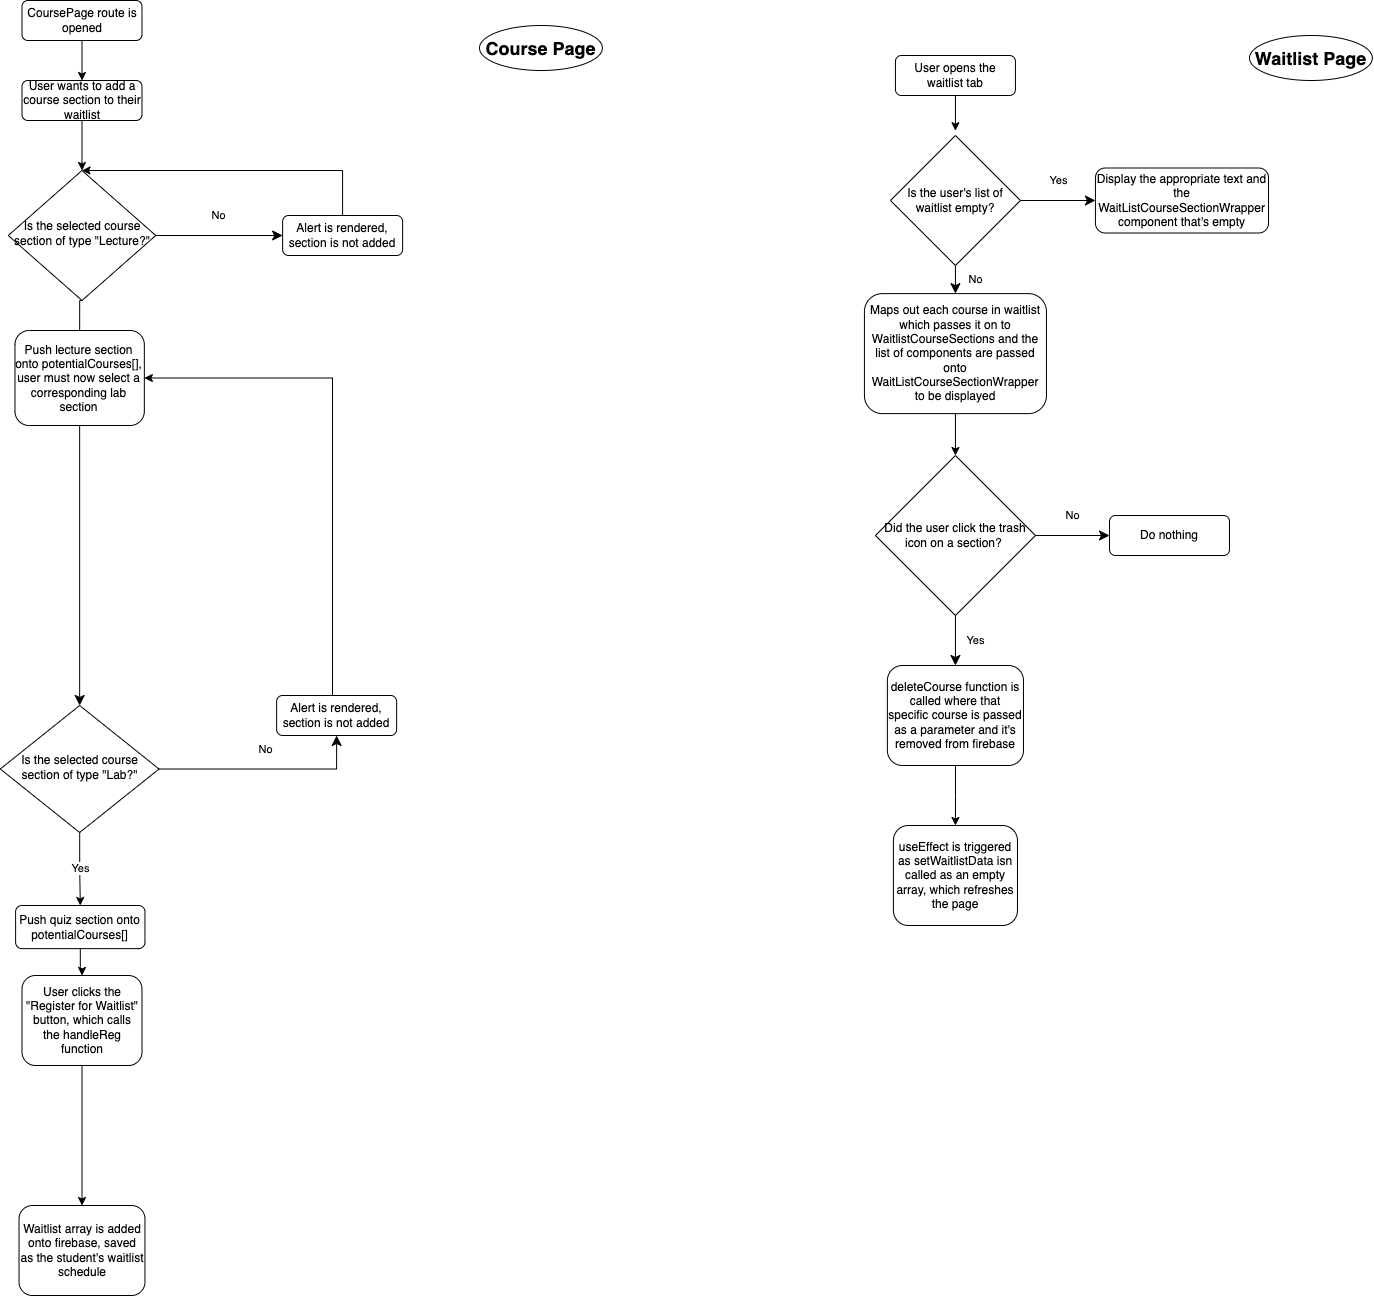 CoursePage route is
opened
User wants to add a
course section to their
waitlist
Is the selected course
section of type "Lecture?"
No
Alert is rendered,
section is not added
Push lecture section
onto potentialCourses[],
user must now select a
corresponding lab
section
Alert is rendered,
section is not added
No
Is the selected course
section of type "Lab?"
Yes
Push quiz section onto
potentialCourses[]
User clicks the
"Register for Waitlist"
button, which calls
the handleReg
function
Waitlist array is added
onto firebase, saved
as the student's waitlist
schedule
Course Page
Waitlist Page
User opens the
waitlist tab
Is the user's list of
waitlist empty?
Yes
Display the appropriate text and
the
WaitListCourseSectionWrapper
component that's empty
No
Maps out each course in waitlist
which passes it on to
WaitlistCourseSections and the
list of components are passed
onto
WaitListCourseSectionWrapper
to be displayed
Did the user click the trash
icon on a section?
No
Do nothing
Yes
deleteCourse function is
called where that
specific course is passed
as a parameter and it's
removed from firebase
useEffect is triggered
as setWaitlistData isn
called as an empty
array, which refreshes
the page